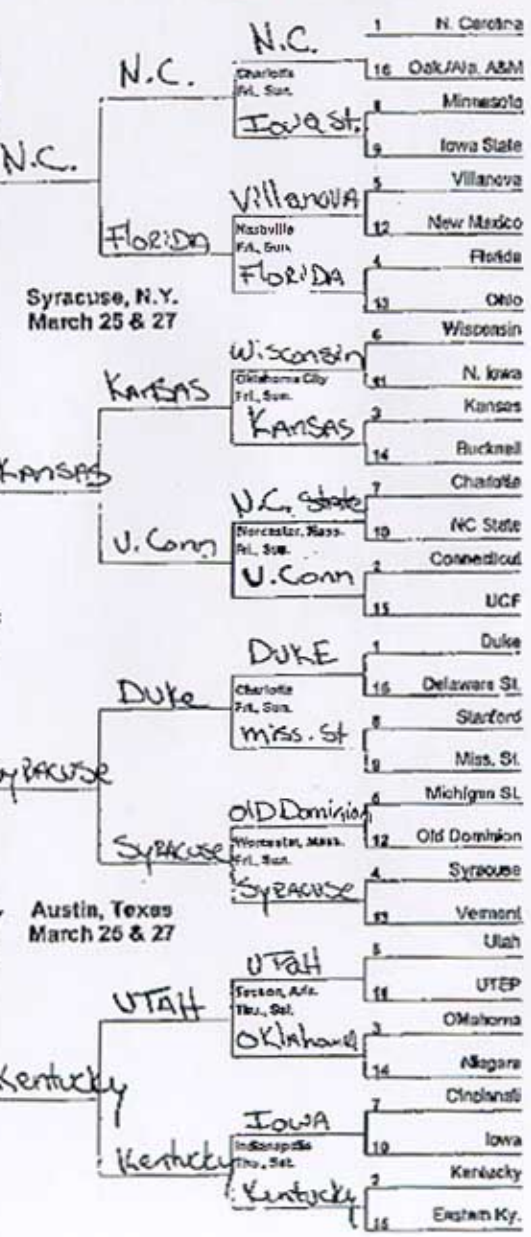 1 N. Carolina
N.C.
16 Oak./Ala. A&M
N.C.
Charlotte
Fri., Sun.
8 Minnesota
Iowa St.
9 Iowa State
N.C.
5 Villanova
Villanova
12 New Mexico
Nashville
Fri., Sun.
FLORIDA
4 Florida
FLORIDA
13 Ohio
Syracuse, N.Y.
March 25 & 27
6 Wisconsin
Wisconsin
11 N. Iowa
KANSAS
Oklahoma City
Fri., Sun.
3 Kansas
KANSAS
14 Bucknell
KANSAS
7 Charlotte
N.C. State
10 NC State
Worcester, Mass.
Fri., Sun.
U. Conn
2 Connecticut
U. Conn
15 UCF
1 Duke
DUKE
16 Delaware St.
Duke
Charlotte
Fri., Sun.
8 Stanford
miss. St
9 Miss. St.
5 Michigan St.
OLD Dominion
12 Old Dominion
Worcester, Mass.
Fri., Sun.
SYRACUSE
4 Syracuse
SYRACUSE
13 Vermont
Austin, Texas
March 25 & 27
6 Utah
UTAH
11 UTEP
UTAH
Tucson, Ariz.
Thu., Sat.
3 Oklahoma
OKlahoma
14 Niagara
Kentucky
7 Cincinnati
IOWA
10 Iowa
Indianapolis
Thu., Sat.
Kentucky
2 Kentucky
Kentucky
15 Eastern Ky.